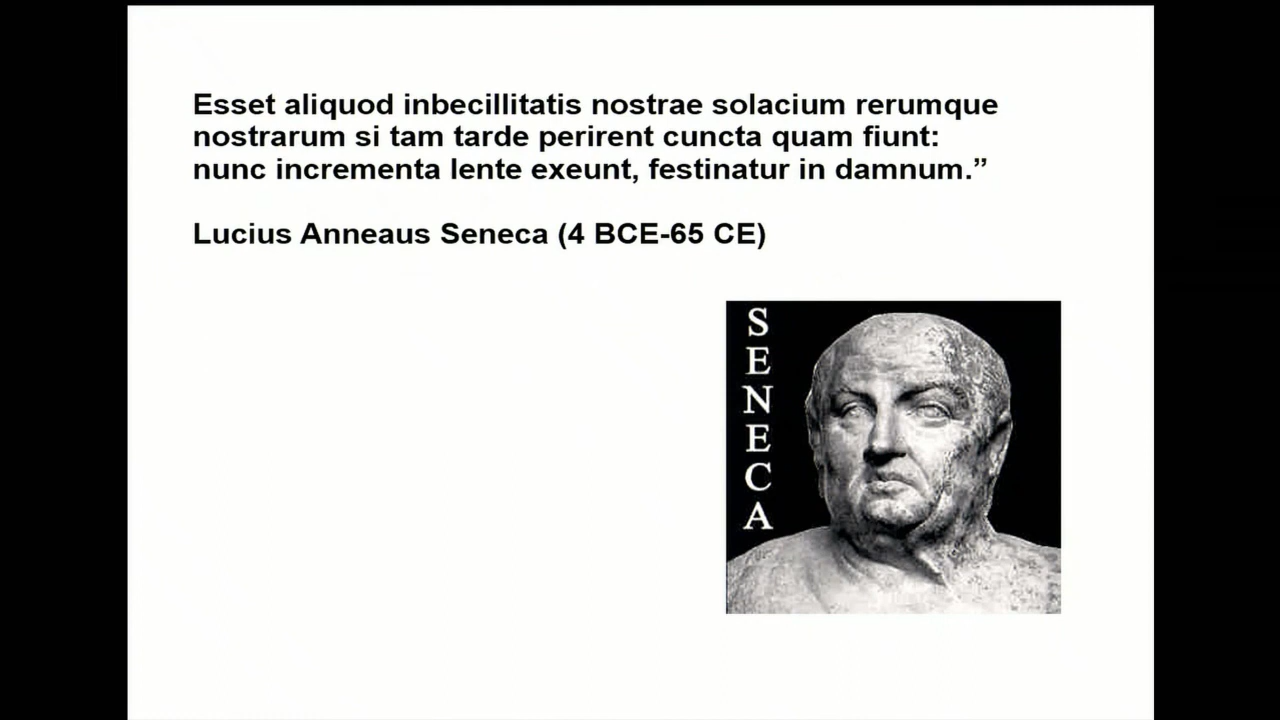 Esset aliquod inbecillitatis nostrae solacium rerumque
nostrarum si tam tarde perirent cuncta quam fiunt:
nunc incrementa lente exeunt, festinatur in damnum.”
Lucius Anneaus Seneca (4 BCE-65 CE)
SENECA